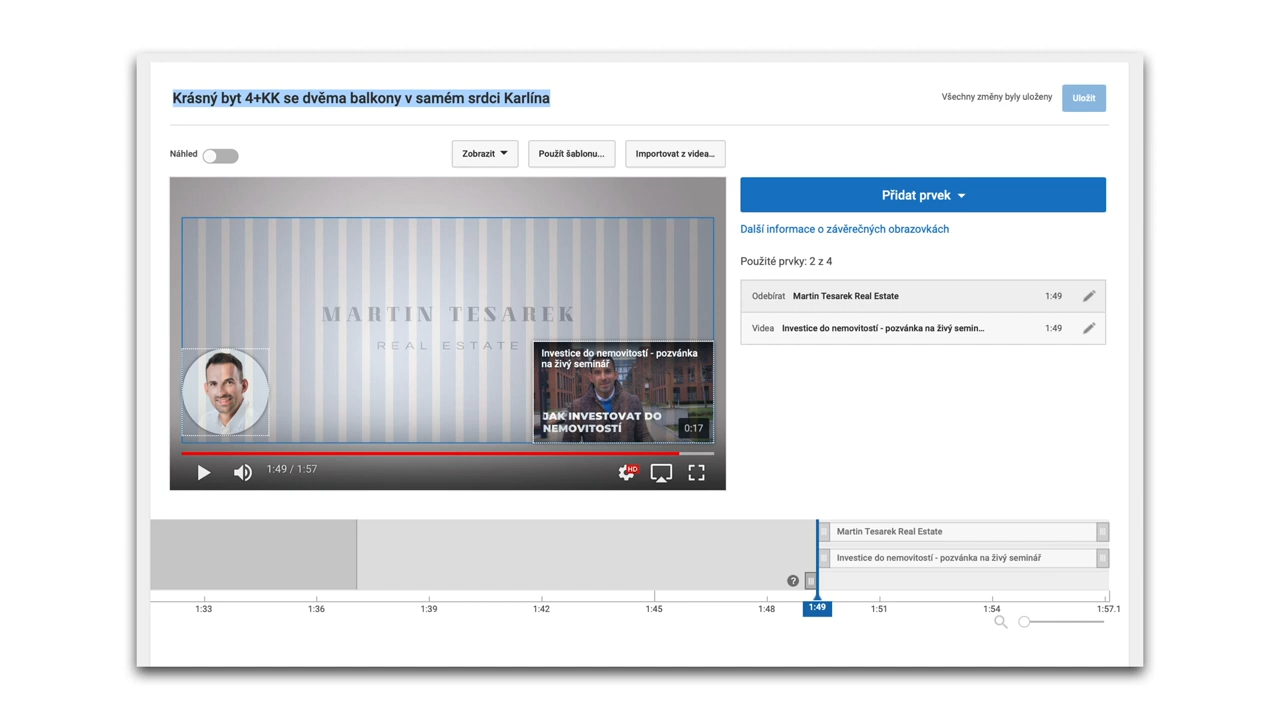 Krásný byt 4+KK se dvěma balkony v samém srdci Karlína
Všechny změny byly uloženy
Uložit
Náhled
Zobrazit
Použít šablonu...
Importovat z videa...
Přidat prvek
Další informace o závěrečných obrazovkách
Použité prvky: 2 z 4
Odebírat Martin Tesarek Real Estate 1:49
Videa Investice do nemovitostí - pozvánka na živý semin... 1:49
MARTIN TESAREK
REAL ESTATE
Investice do nemovitostí - pozvánka
na živý seminář
JAK INVESTOVAT DO
NEMOVITOSTÍ
0:17
1:49 / 1:57
HD
Martin Tesarek Real Estate
Investice do nemovitostí - pozvánka na živý seminář
?
1:33 1:36 1:39 1:42 1:45 1:48 1:49 1:51 1:54 1:57.1